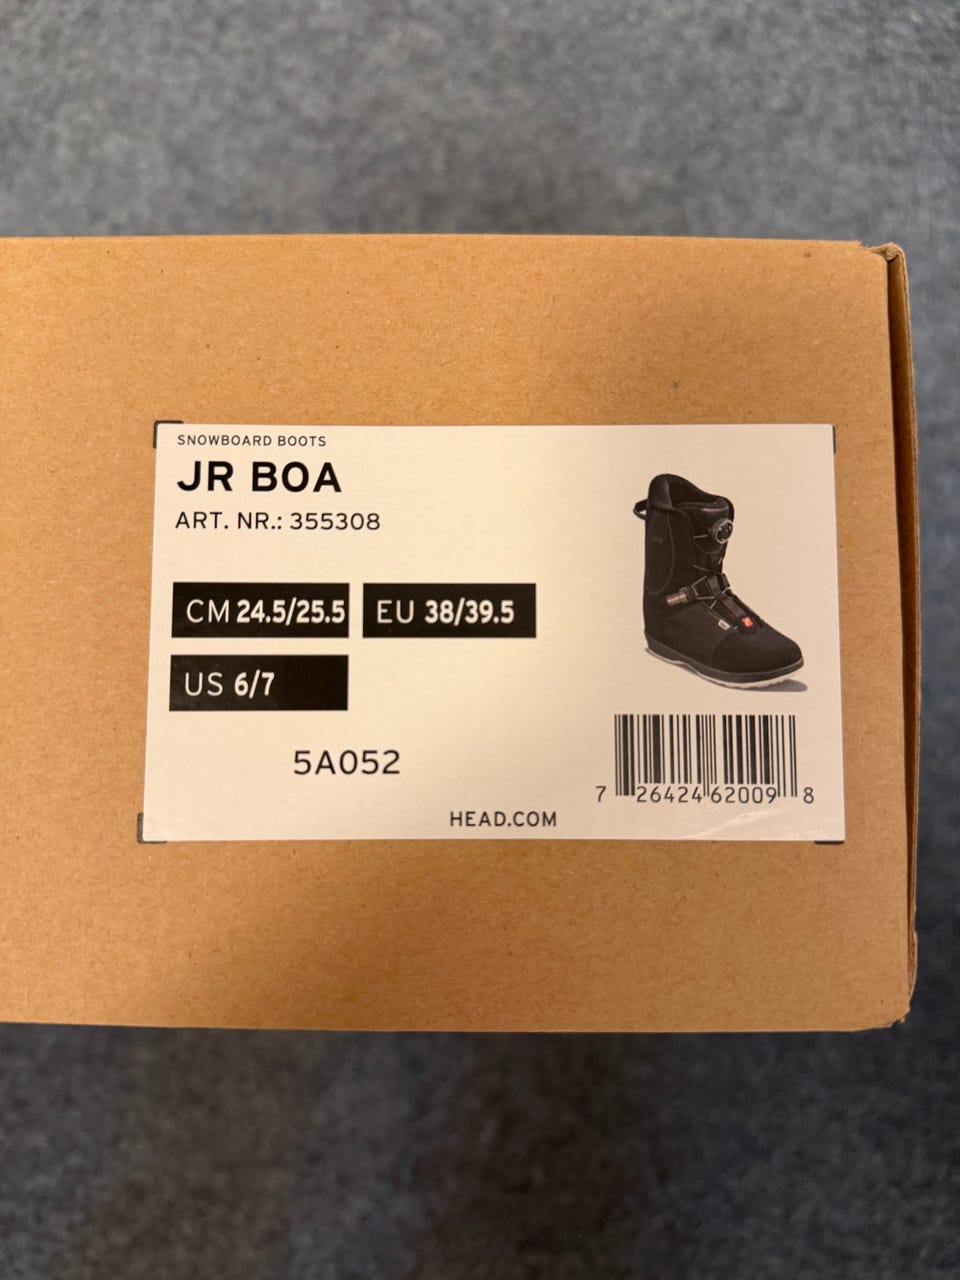 SNOWBOARD BOOTS
JR BOA
ART. NR.: 355308
CM 24.5/25.5 EU 38/39.5
US 6/7
5A052
7 26424 62009 8
HEAD.COM